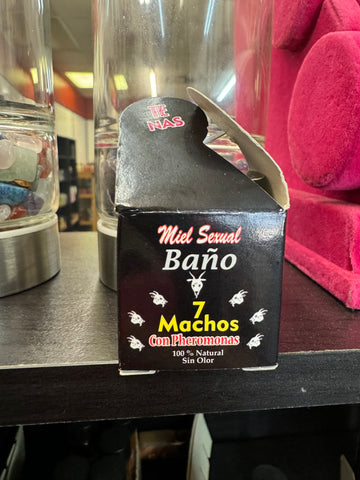 NAS
Miel Sexual
Baño
7
Machos
Con Pheromonas
100 % Natural
Sin Olor